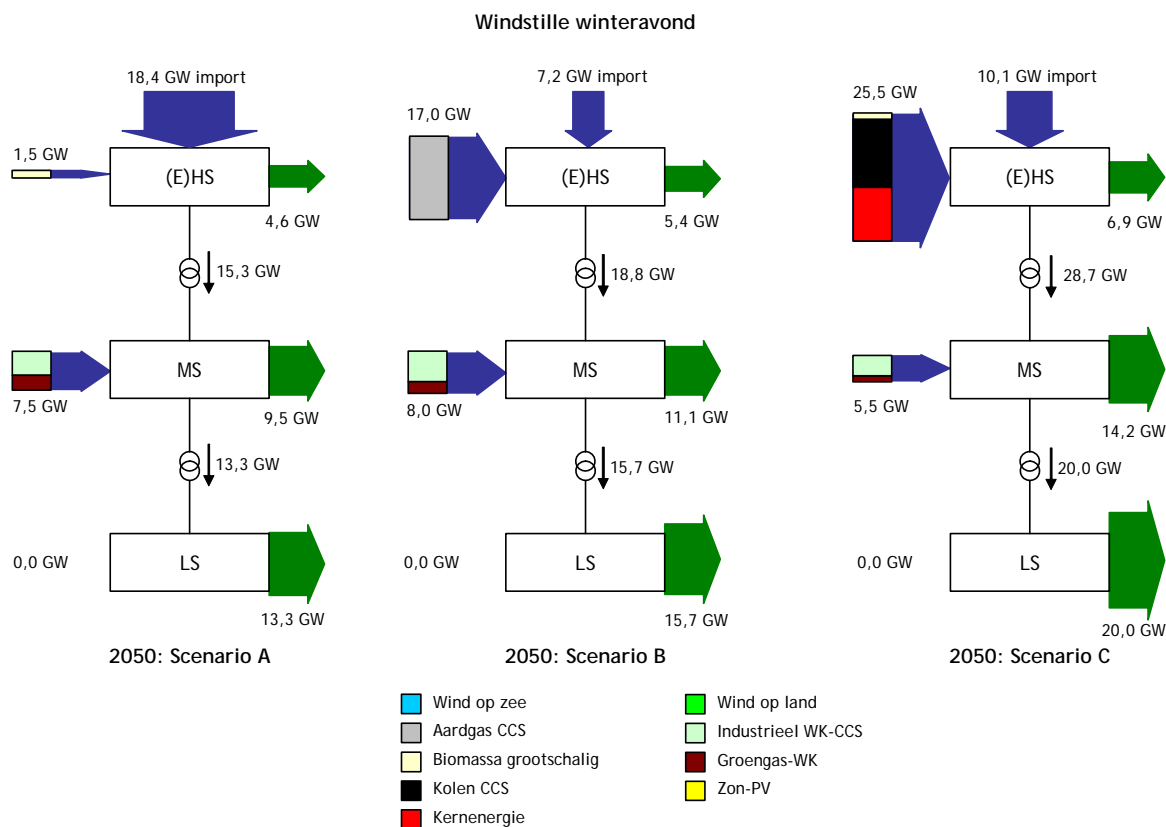 Windstille winteravond
18,4 GW import
1,5 GW
(E)HS
4,6 GW
15,3 GW
MS
7,5 GW
9,5 GW
13,3 GW
0,0 GW
LS
13,3 GW
2050: Scenario A
7,2 GW import
17,0 GW
(E)HS
5,4 GW
18,8 GW
MS
8,0 GW
11,1 GW
15,7 GW
0,0 GW
LS
15,7 GW
2050: Scenario B
10,1 GW import
25,5 GW
(E)HS
6,9 GW
28,7 GW
MS
5,5 GW
14,2 GW
20,0 GW
0,0 GW
LS
20,0 GW
2050: Scenario C
Wind op zee
Aardgas CCS
Biomassa grootschalig
Kolen CCS
Kernenergie
Wind op land
Industrieel WK-CCS
Groengas-WK
Zon-PV